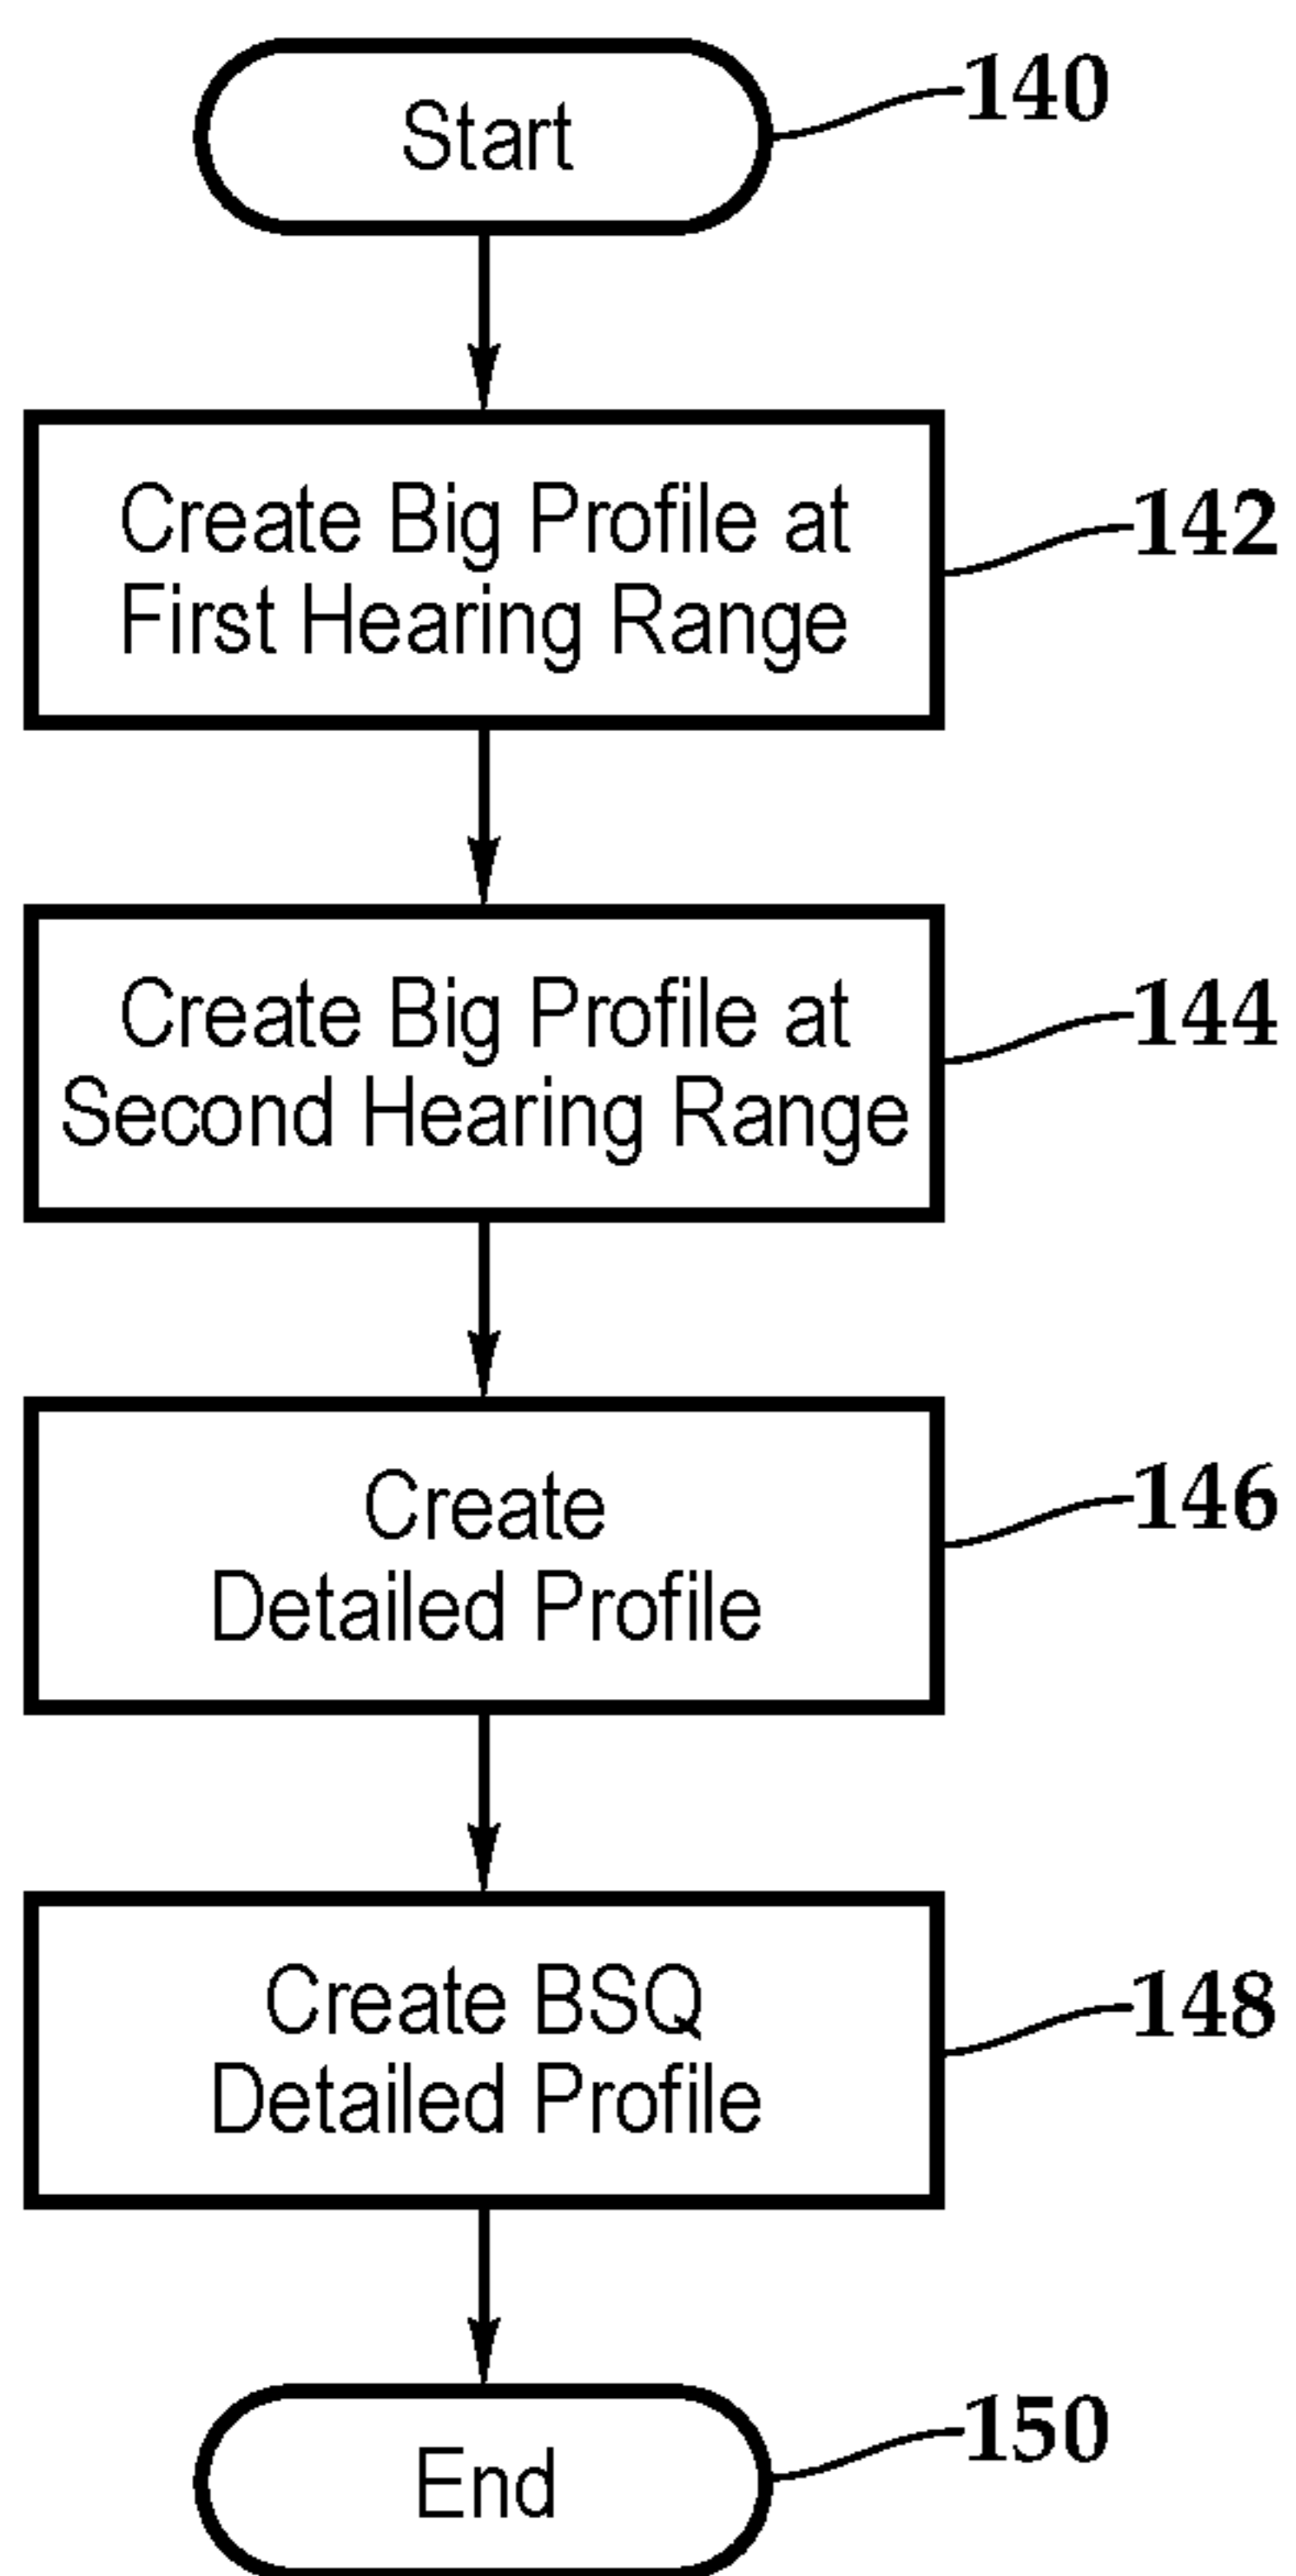 Start
140
Create Big Profile at
First Hearing Range
142
Create Big Profile at
Second Hearing Range
144
Create
Detailed Profile
146
Create BSQ
Detailed Profile
148
End
150